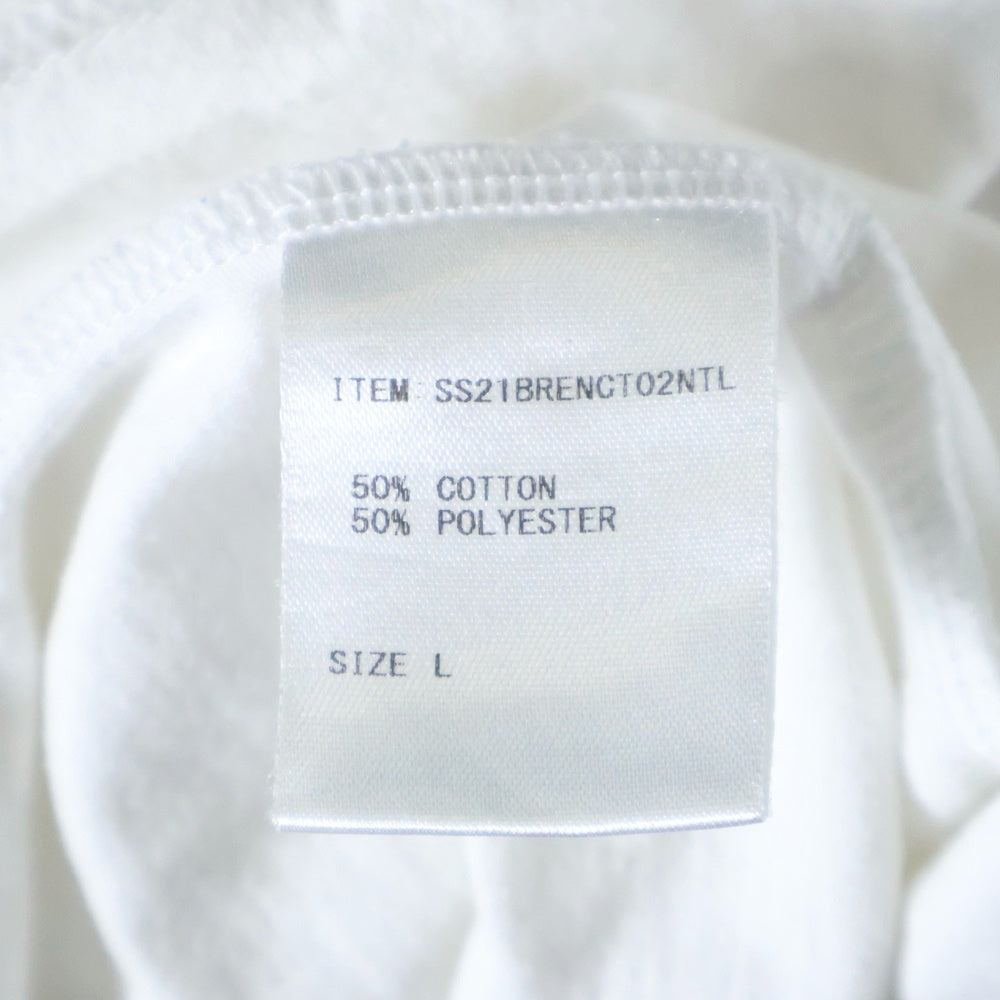 ITEM SS21BRENCT02NTL
50% COTTON
50% POLYESTER
SIZE L